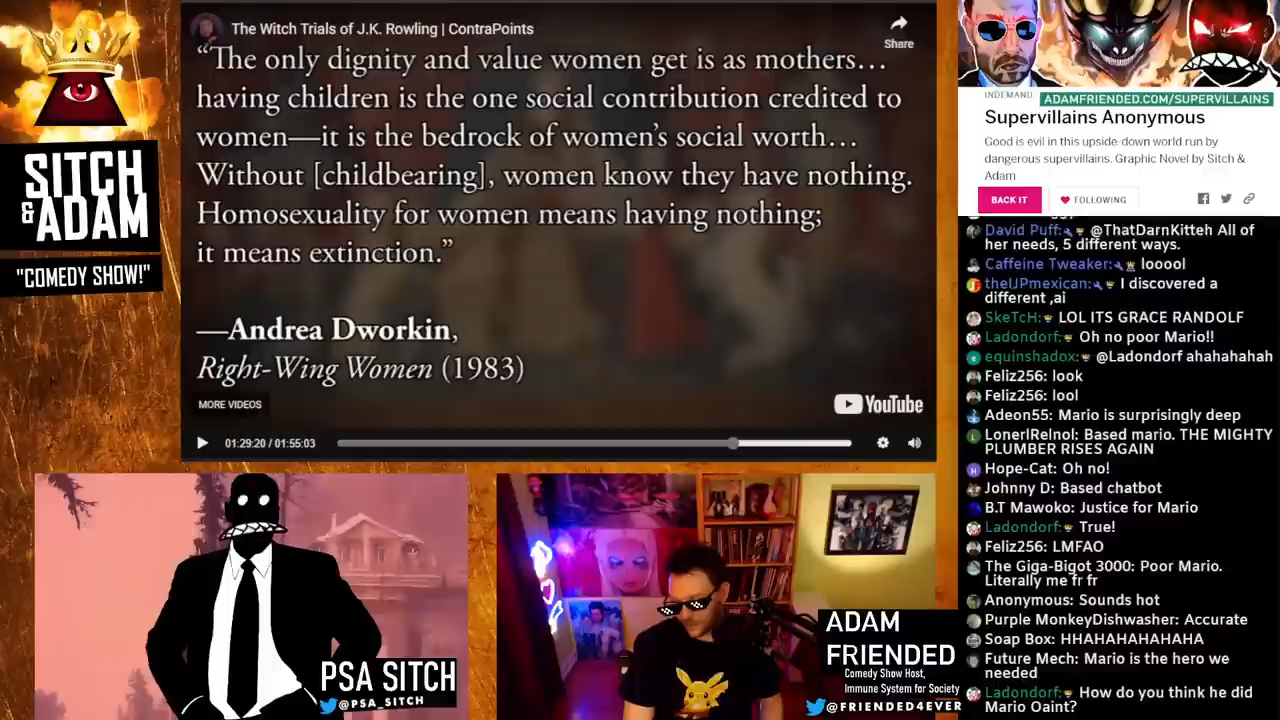 The Witch Trials of J.K. Rowling | ContraPoints
Share
“The only dignity and value women get is as mothers…
having children is the one social contribution credited to
women—it is the bedrock of women’s social worth…
Without [childbearing], women know they have nothing.
Homosexuality for women means having nothing;
it means extinction.”
—Andrea Dworkin,
Right-Wing Women (1983)
MORE VIDEOS
YouTube
01:29:20 / 01:55:03
SITCH
& ADAM
"COMEDY SHOW!"
PSA SITCH
@PSA_SITCH
ADAM
FRIENDED
Comedy Show Host,
Immune System for Society
@FRIENDED4EVER
INDEMAND
ADAMFRIENDED.COM/SUPERVILLAINS
Supervillains Anonymous
Good is evil in this upside-down world run by
dangerous supervillains. Graphic Novel by Sitch &
Adam
BACK IT
FOLLOWING
David Puff: @ThatDarnKitteh All of
her needs, 5 different ways.
Caffeine Tweaker: looool
theIJPmexican: I discovered a
different ,ai
SkeTcH: LOL ITS GRACE RANDOLF
Ladondorf: Oh no poor Mario!!
equinshadox: @Ladondorf ahahahahah
Feliz256: look
Feliz256: lool
Adeon55: Mario is surprisingly deep
LonerlRelnol: Based mario. THE MIGHTY
PLUMBER RISES AGAIN
Hope-Cat: Oh no!
Johnny D: Based chatbot
B.T Mawoko: Justice for Mario
Ladondorf: True!
Feliz256: LMFAO
The Giga-Bigot 3000: Poor Mario.
Literally me fr fr
Anonymous: Sounds hot
Purple MonkeyDishwasher: Accurate
Soap Box: HHAHAHAHAHAHA
Future Mech: Mario is the hero we
needed
Ladondorf: How do you think he did
Mario Oaint?